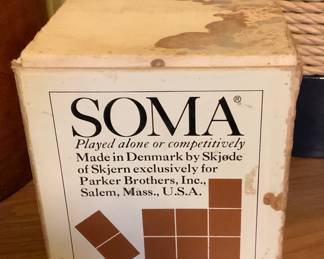 SOMA®
Played alone or competitively
Made in Denmark by Skjøde
of Skjern exclusively for
Parker Brothers, Inc.,
Salem, Mass., U.S.A.